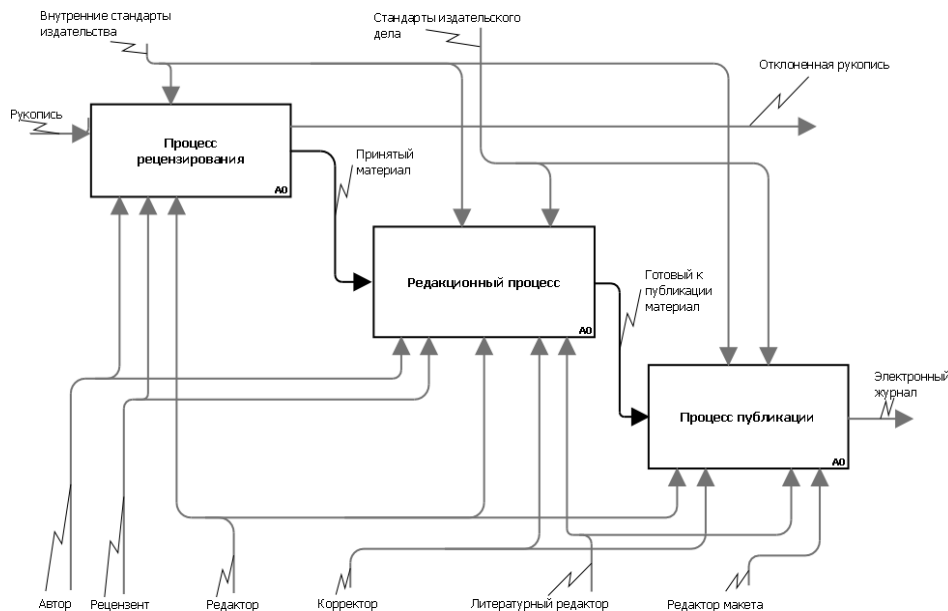 Внутренние стандарты
издательства
Стандарты издательского
дела
Отклоненная рукопись
Рукопись
Процесс
рецензирования
A0
Принятый
материал
Редакционный процесс
A0
Готовый к
публикации
материал
Процесс публикации
A0
Электронный
журнал
Автор
Рецензент
Редактор
Корректор
Литературный редактор
Редактор макета